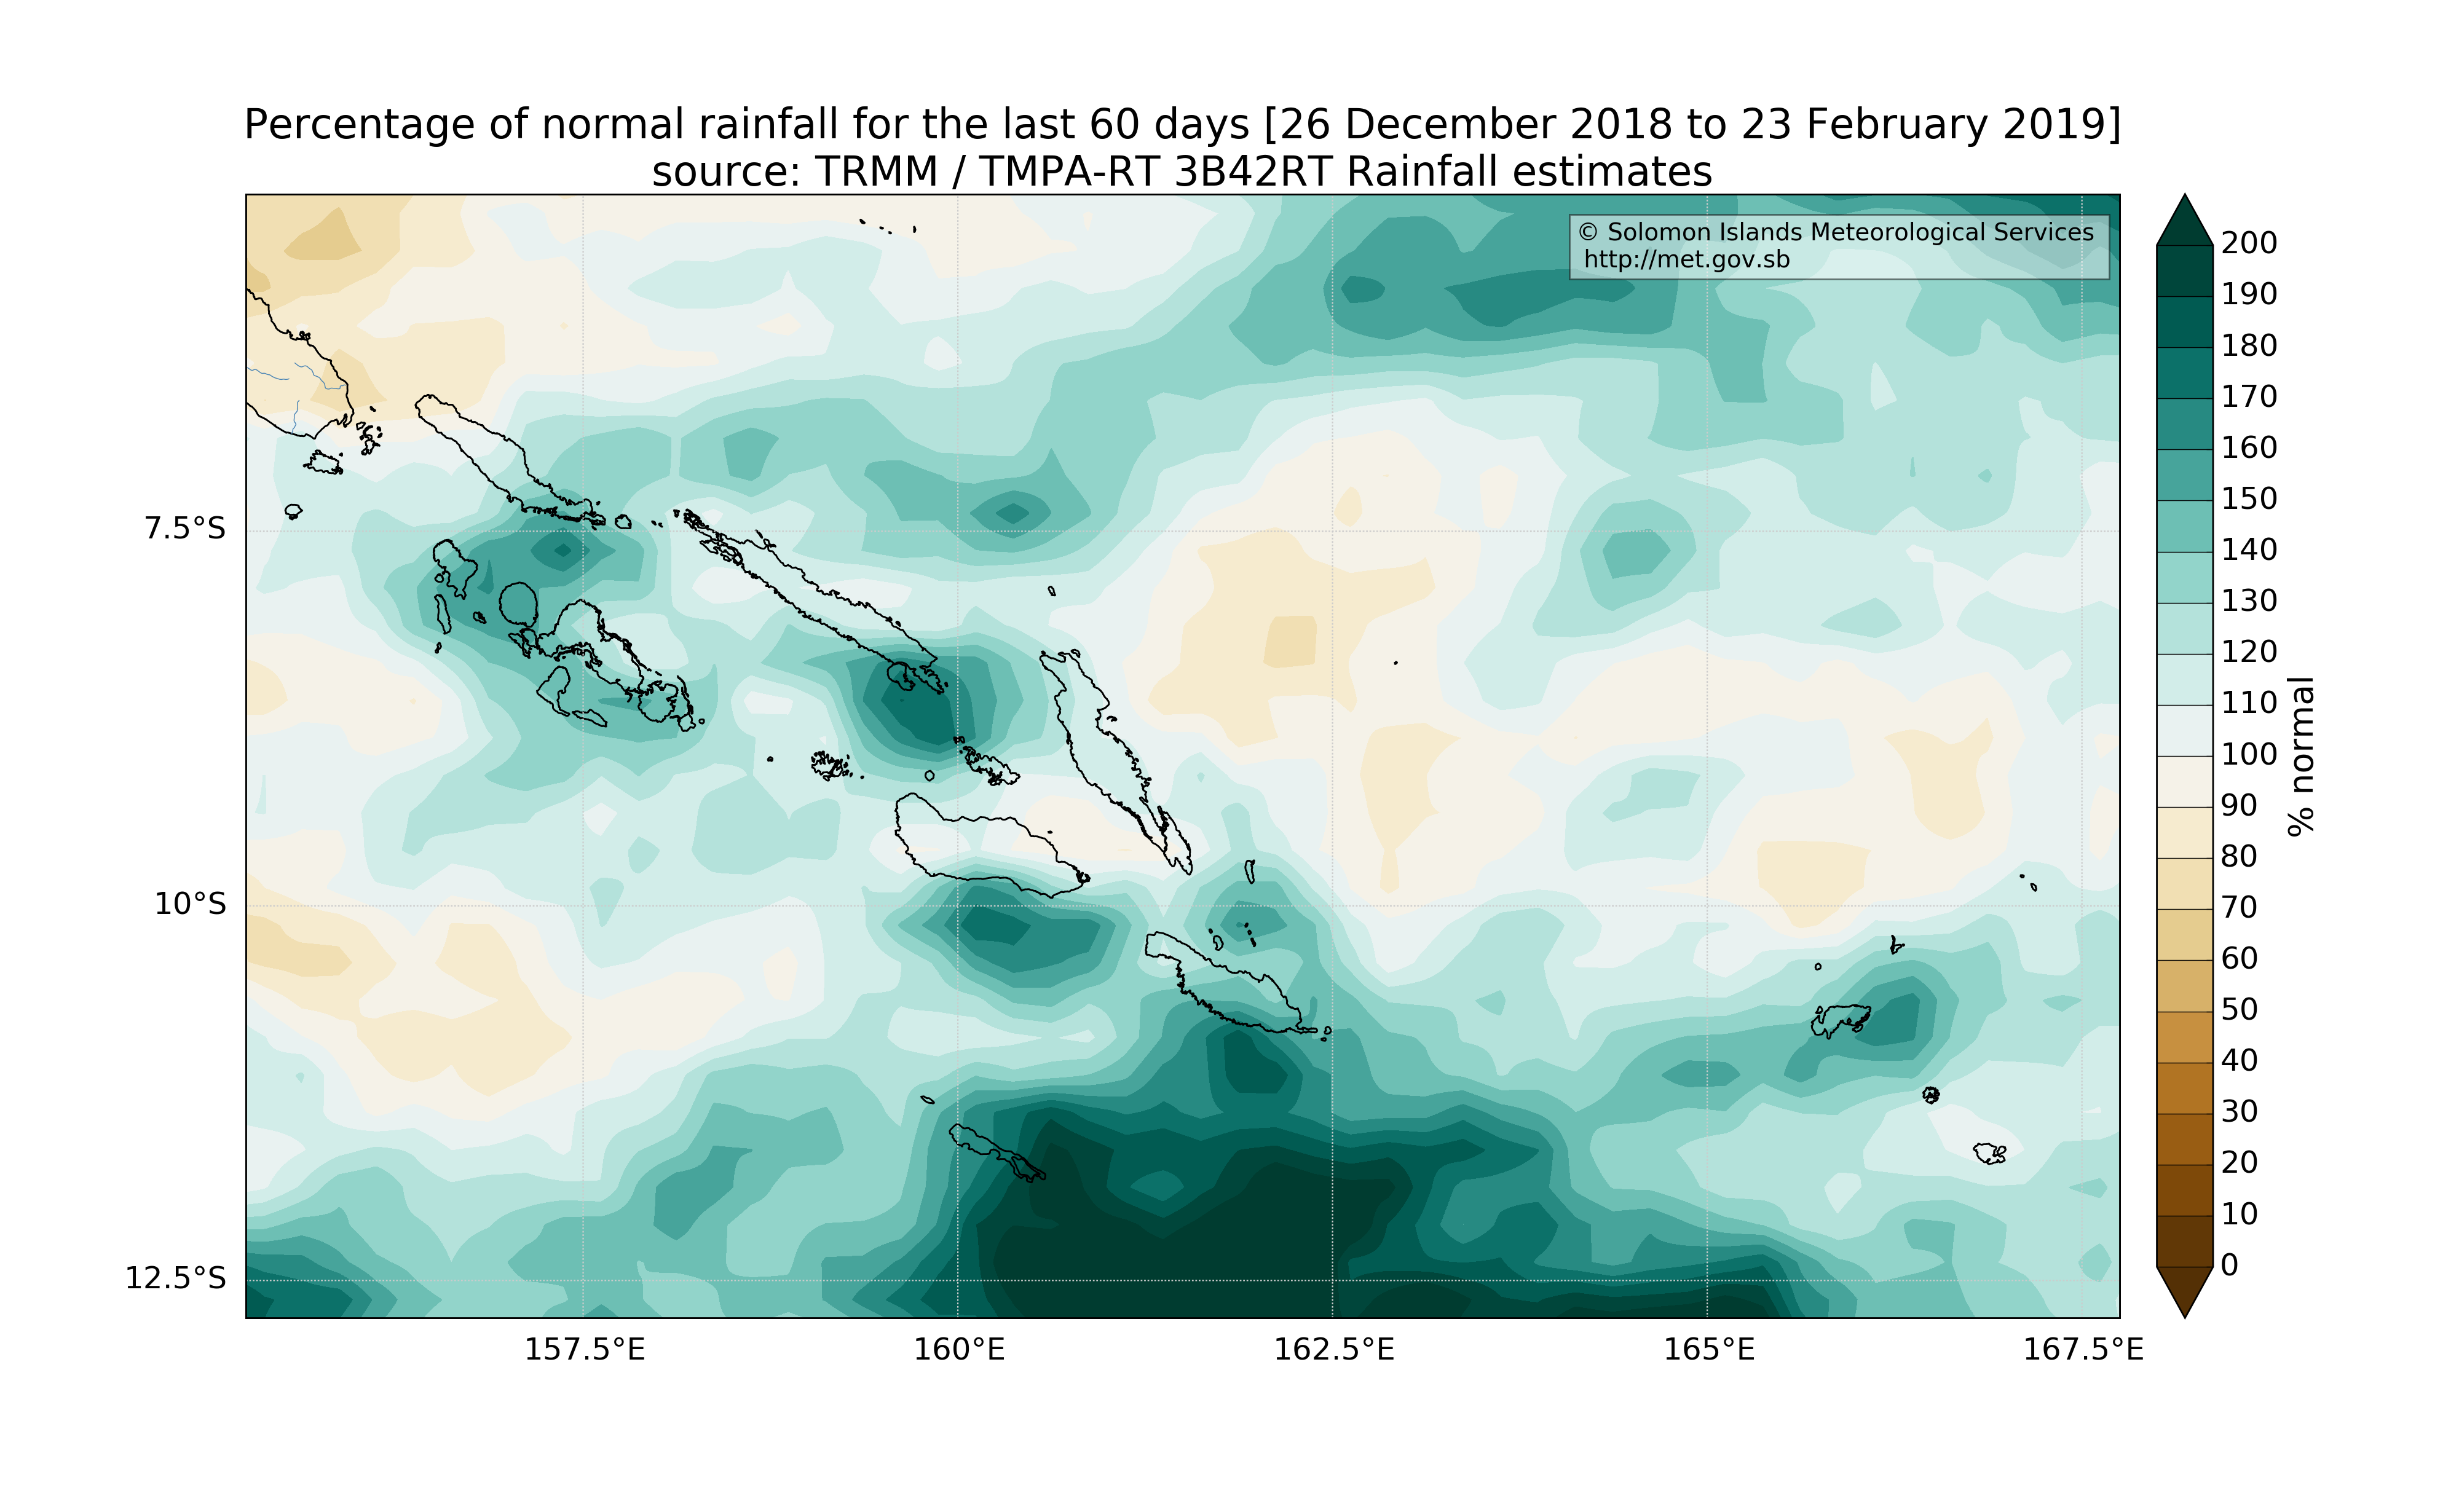 Percentage of normal rainfall for the last 60 days [26 December 2018 to 23 February 2019]
source: TRMM / TMPA-RT 3B42RT Rainfall estimates
© Solomon Islands Meteorological Services
http://met.gov.sb
7.5°S
10°S
12.5°S
157.5°E
160°E
162.5°E
165°E
167.5°E
200
190
180
170
160
150
140
130
120
110
100
90
80
70
60
50
40
30
20
10
0
% normal